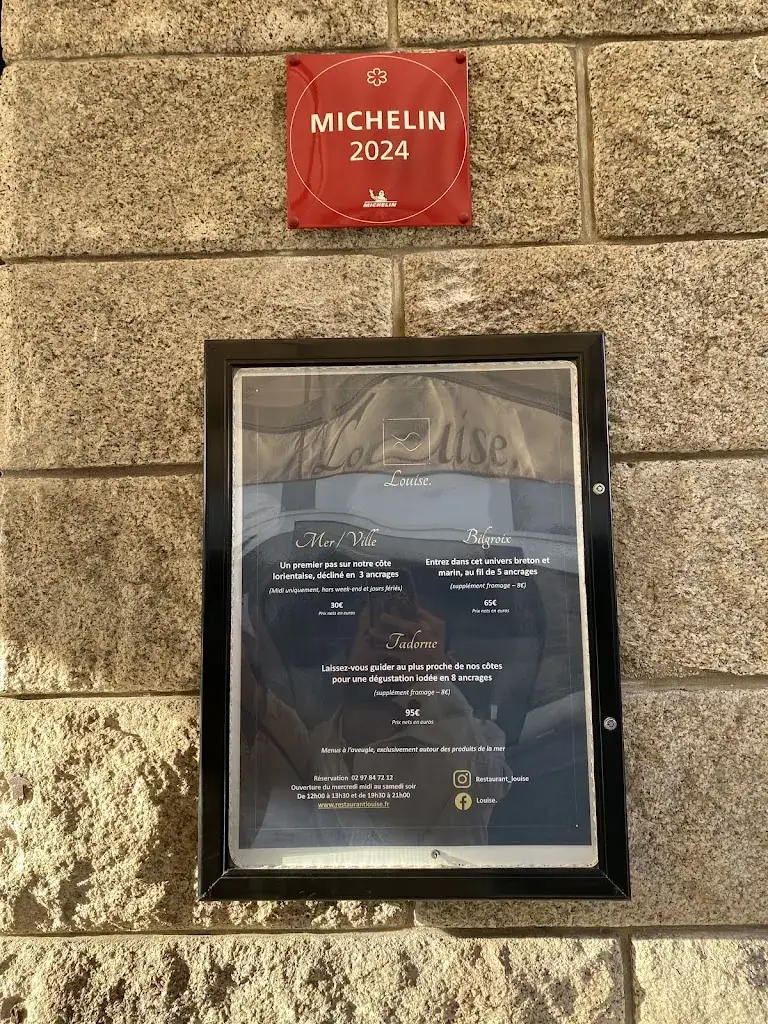 MICHELIN
2024
MICHELIN
Louise.
Louise.
Mer / Ville
Un premier pas sur notre côte
lorientaise, décliné en 3 ancrages
(Midi uniquement, hors week-end et jours fériés)
30€
Prix nets en euros
Bilgroix
Entrez dans cet univers breton et
marin, au fil de 5 ancrages
(supplément fromage – 8€)
65€
Prix nets en euros
Tadorne
Laissez-vous guider au plus proche de nos côtes
pour une dégustation iodée en 8 ancrages
(supplément fromage – 8€)
95€
Prix nets en euros
Menus à l'aveugle, exclusivement autour des produits de la mer
Réservation 02 97 84 72 12
Ouverture du mercredi midi au samedi soir
De 12h00 à 13h30 et de 19h30 à 21h00
www.restaurantlouise.fr
Restaurant_louise
Louise.